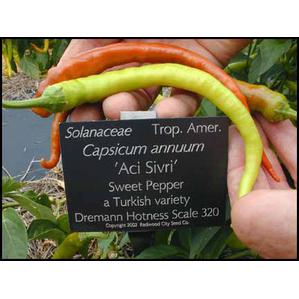 Solanaceae Trop. Amer.
Capsicum annuum
'Aci Sivri'
Sweet Pepper
a Turkish variety
Dremann Hotness Scale 320
Copyright 2003 Redwood City Seed Co.